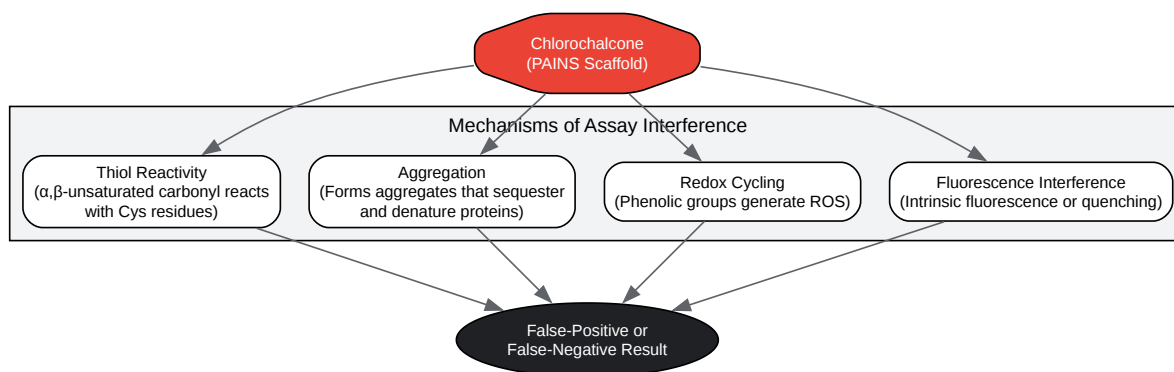 Chlorochalcone
(PAINS Scaffold)
Mechanisms of Assay Interference
Thiol Reactivity
(α,β-unsaturated carbonyl reacts
with Cys residues)
Aggregation
(Forms aggregates that sequester
and denature proteins)
Redox Cycling
(Phenolic groups generate ROS)
Fluorescence Interference
(Intrinsic fluorescence or quenching)
False-Positive or
False-Negative Result